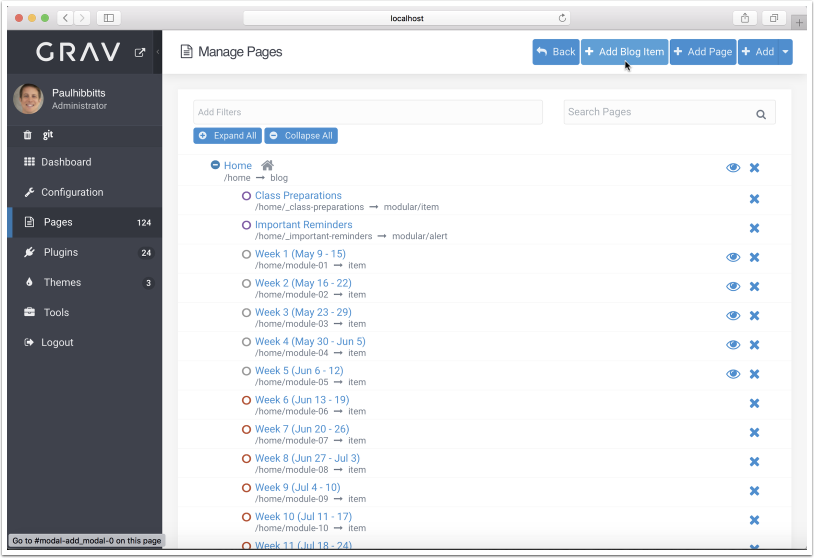 localhost
GRAV
Manage Pages
Back
Add Blog Item
Add Page
Add
Paulhibbitts
Administrator
git
Dashboard
Configuration
Pages 124
Plugins 24
Themes 3
Tools
Logout
Add Filters
Search Pages
Expand All
Collapse All
Home
/home → blog
Class Preparations
/home/_class-preparations → modular/item
Important Reminders
/home/_important-reminders → modular/alert
Week 1 (May 9 - 15)
/home/module-01 → item
Week 2 (May 16 - 22)
/home/module-02 → item
Week 3 (May 23 - 29)
/home/module-03 → item
Week 4 (May 30 - Jun 5)
/home/module-04 → item
Week 5 (Jun 6 - 12)
/home/module-05 → item
Week 6 (Jun 13 - 19)
/home/module-06 → item
Week 7 (Jun 20 - 26)
/home/module-07 → item
Week 8 (Jun 27 - Jul 3)
/home/module-08 → item
Week 9 (Jul 4 - 10)
/home/module-09 → item
Week 10 (Jul 11 - 17)
/home/module-10 → item
Week 11 (Jul 18 - 24)
Go to #modal-add_modal-0 on this page